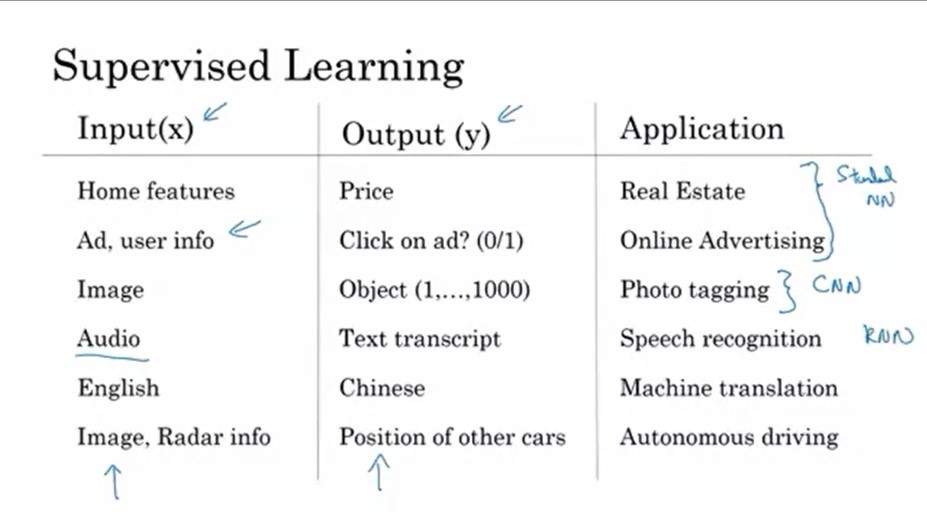 Supervised Learning
Input(x) Output (y) Application
Home features Price Real Estate Standard NN
Ad, user info Click on ad? (0/1) Online Advertising
Image Object (1,...,1000) Photo tagging CNN
Audio Text transcript Speech recognition RNN
English Chinese Machine translation
Image, Radar info Position of other cars Autonomous driving